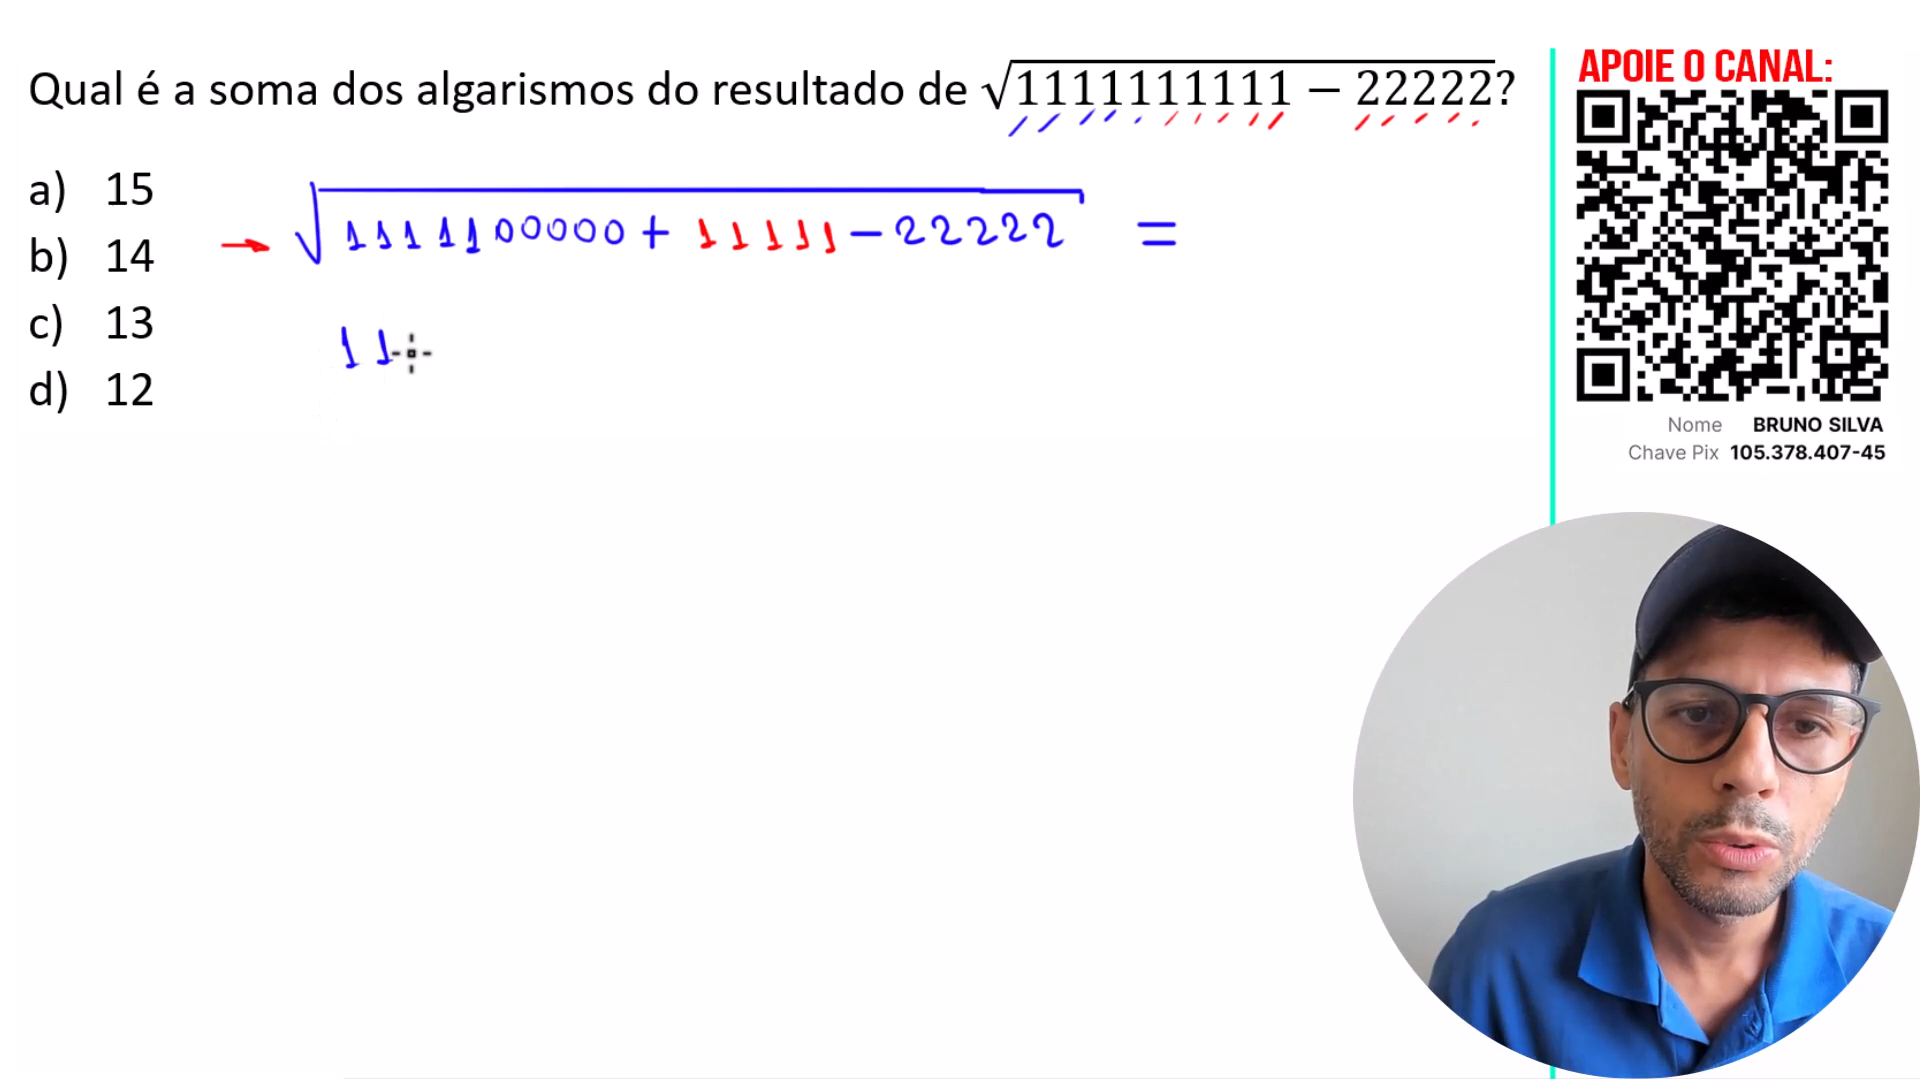 Qual é a soma dos algarismos do resultado de √1111111111 − 22222?
a) 15
b) 14
c) 13
d) 12
√1111100000 + 11111 − 22222 =
11
APOIE O CANAL:
Nome BRUNO SILVA
Chave Pix 105.378.407-45